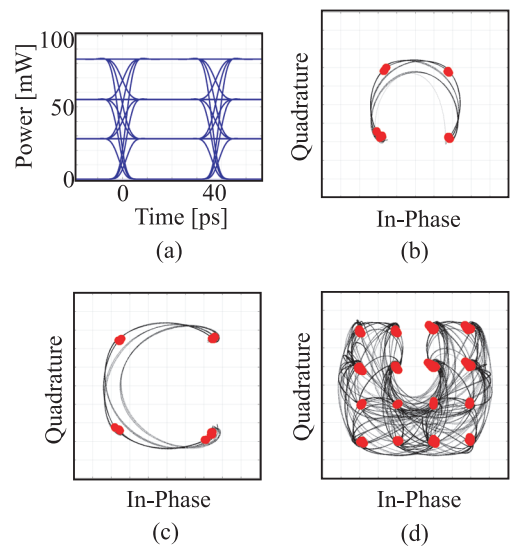 100
50
0
Power [mW]
0
40
Time [ps]
(a)
Quadrature
In-Phase
(b)
Quadrature
In-Phase
(c)
Quadrature
In-Phase
(d)